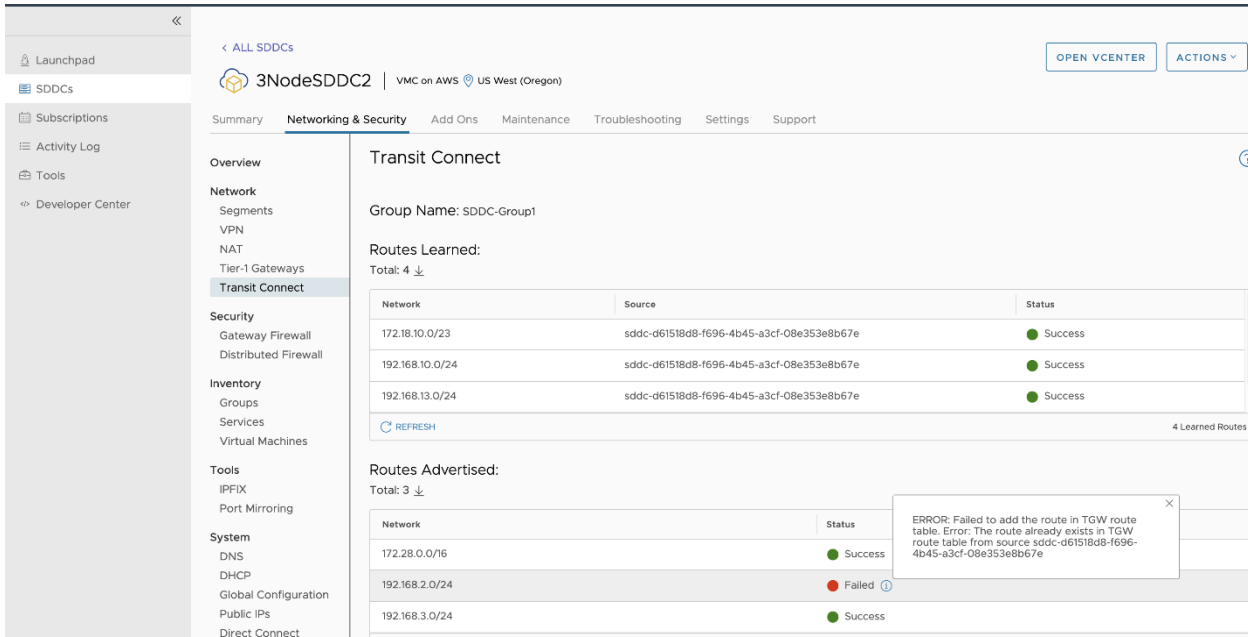 Launchpad
SDDCs
Subscriptions
Activity Log
Tools
Developer Center
ALL SDDCs
3NodeSDDC2
VMC on AWS
US West (Oregon)
OPEN VCENTER
ACTIONS
Summary
Networking & Security
Add Ons
Maintenance
Troubleshooting
Settings
Support
Overview
Network
Segments
VPN
NAT
Tier-1 Gateways
Transit Connect
Security
Gateway Firewall
Distributed Firewall
Inventory
Groups
Services
Virtual Machines
Tools
IPFIX
Port Mirroring
System
DNS
DHCP
Global Configuration
Public IPs
Direct Connect
Transit Connect
Group Name: SDDC-Group1
Routes Learned:
Total: 4
Network Source Status
172.18.10.0/23 sddc-d61518d8-f696-4b45-a3cf-08e353e8b67e Success
192.168.10.0/24 sddc-d61518d8-f696-4b45-a3cf-08e353e8b67e Success
192.168.13.0/24 sddc-d61518d8-f696-4b45-a3cf-08e353e8b67e Success
REFRESH 4 Learned Routes
Routes Advertised:
Total: 3
Network Status
172.28.0.0/16 Success
192.168.2.0/24 Failed
192.168.3.0/24 Success
ERROR: Failed to add the route in TGW route
table. Error: The route already exists in TGW
route table from source sddc-d61518d8-f696-
4b45-a3cf-08e353e8b67e